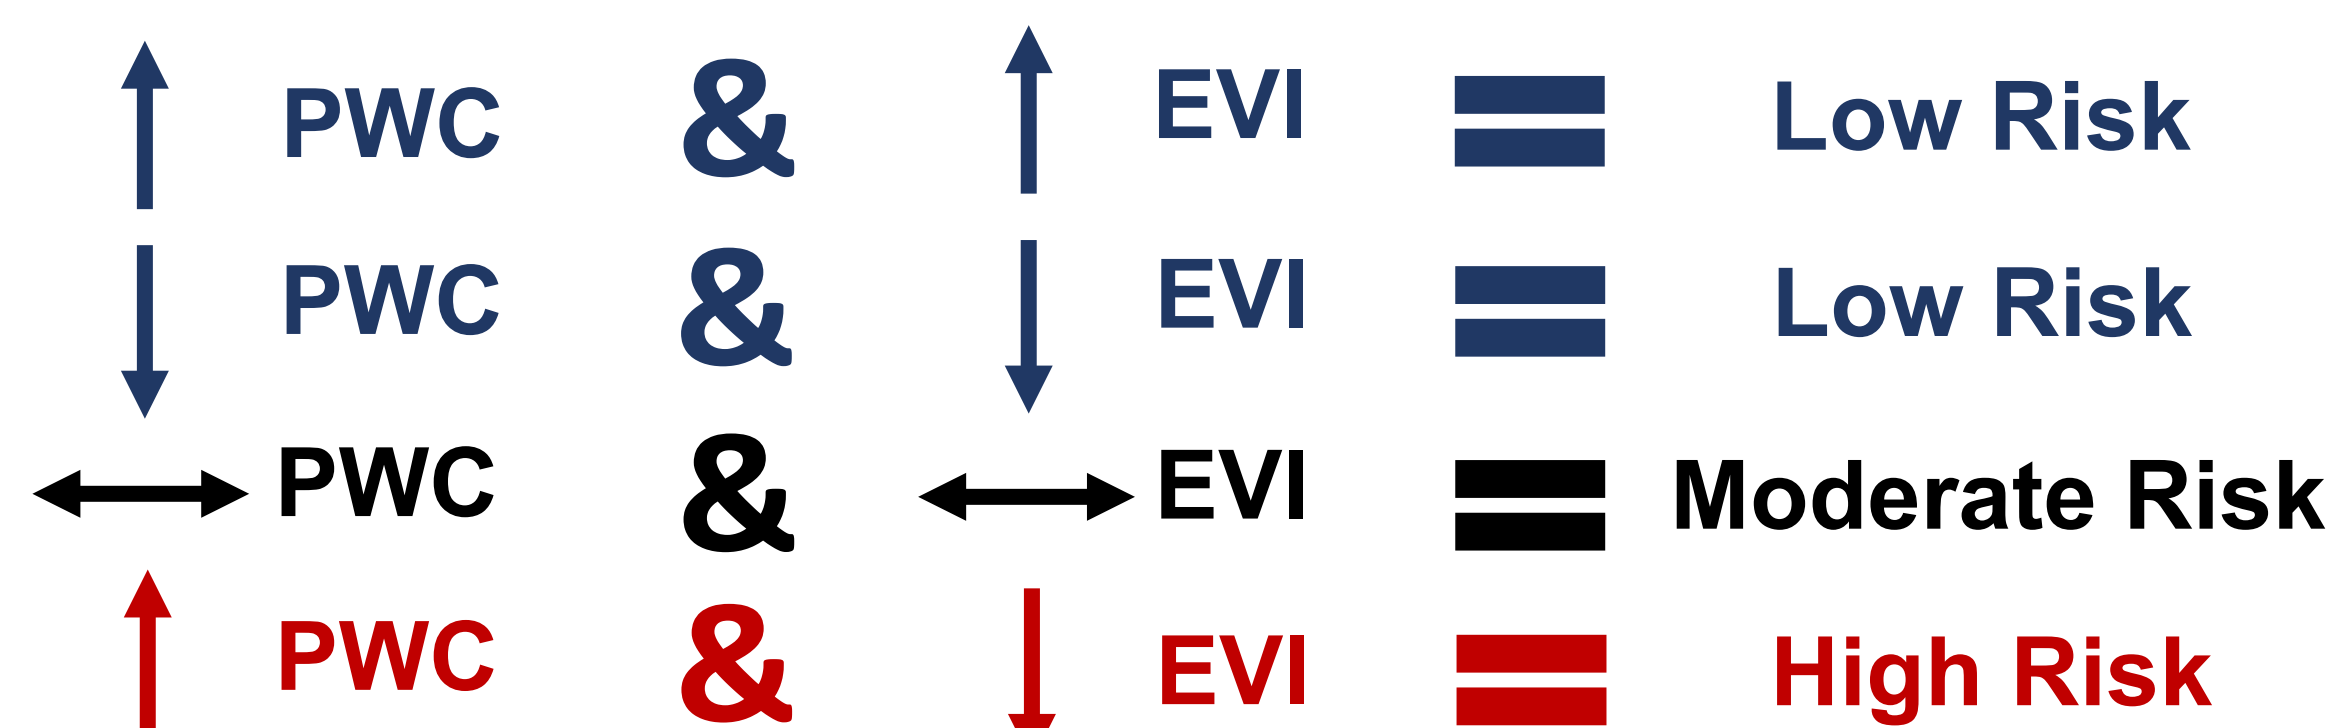 PWC & EVI = Low Risk
PWC & EVI = Low Risk
PWC & EVI = Moderate Risk
PWC & EVI = High Risk